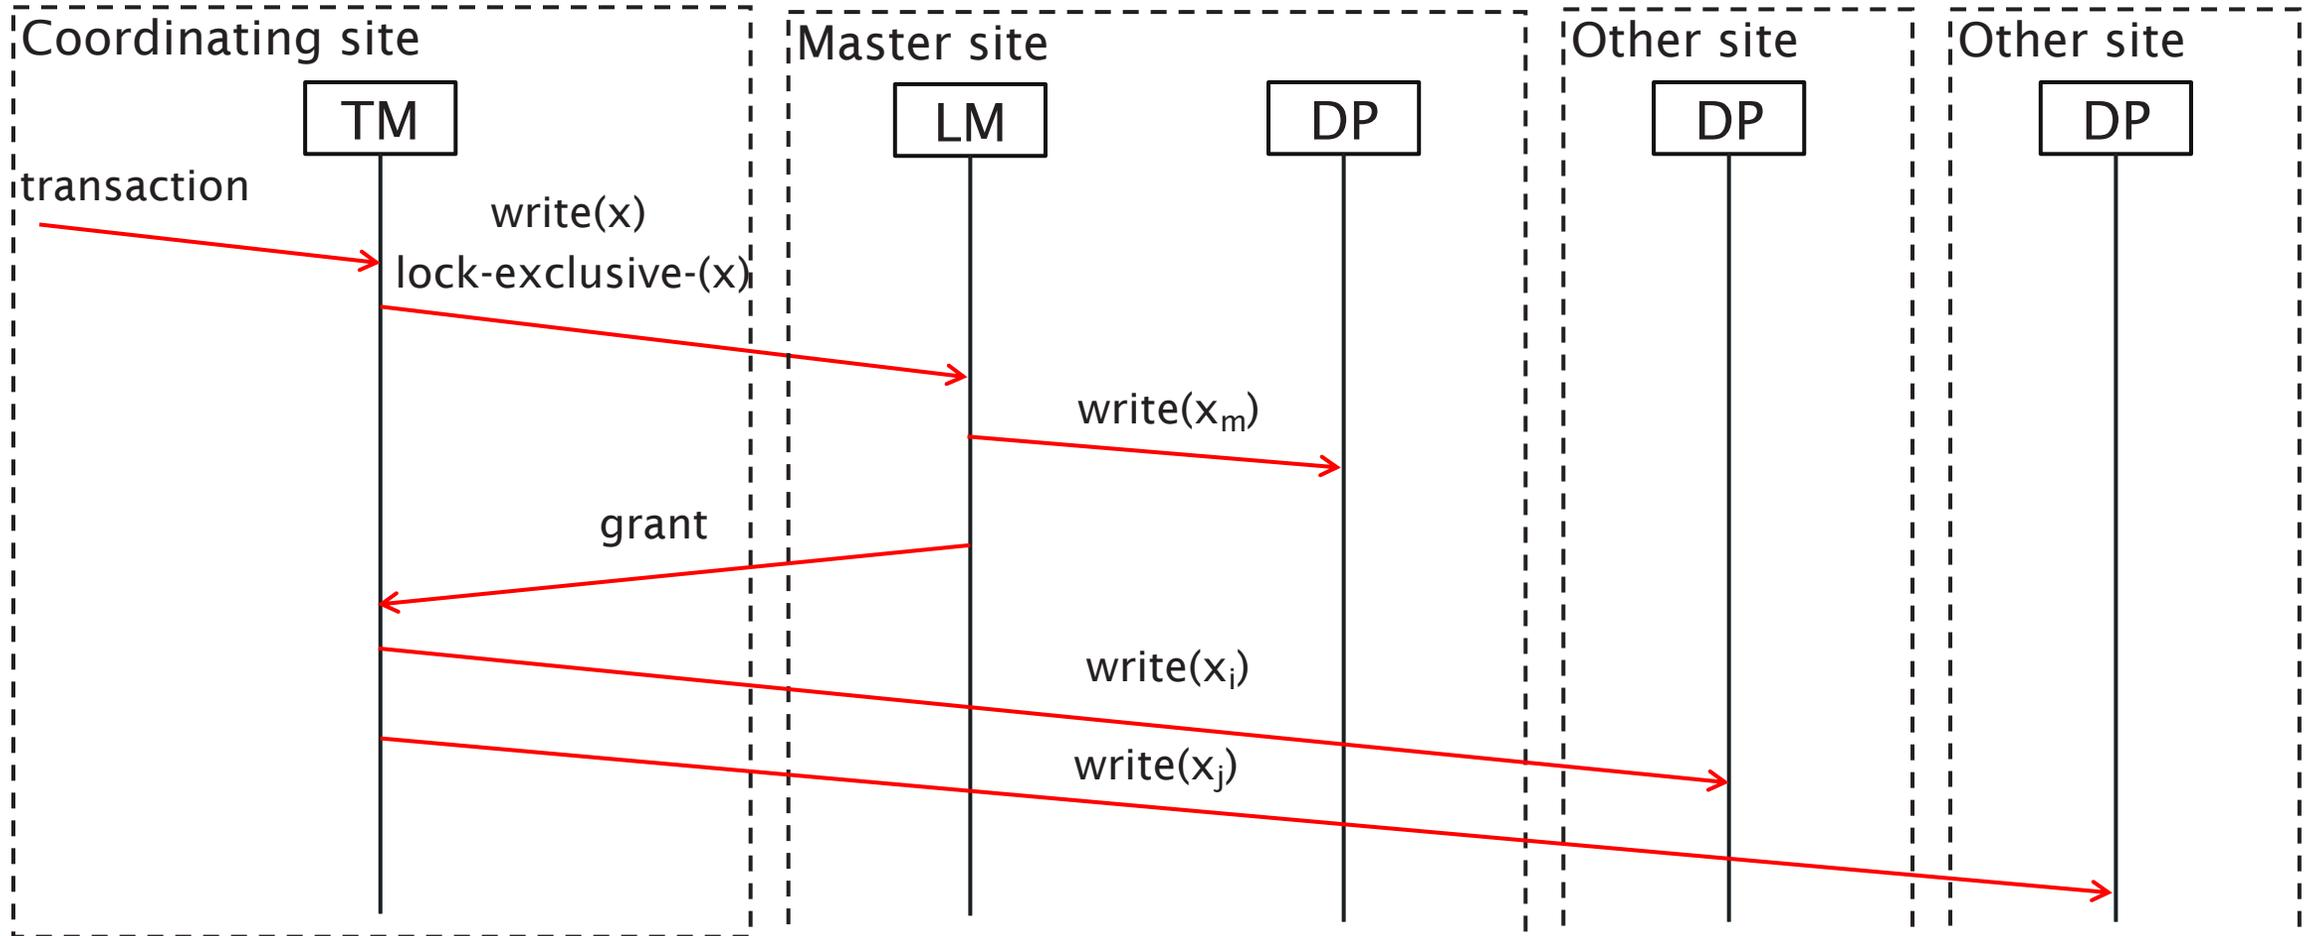 Coordinating site
Master site
Other site
Other site
TM
LM
DP
DP
DP
transaction
write(x)
lock-exclusive-(x)
write(xₘ)
grant
write(xᵢ)
write(xⱼ)